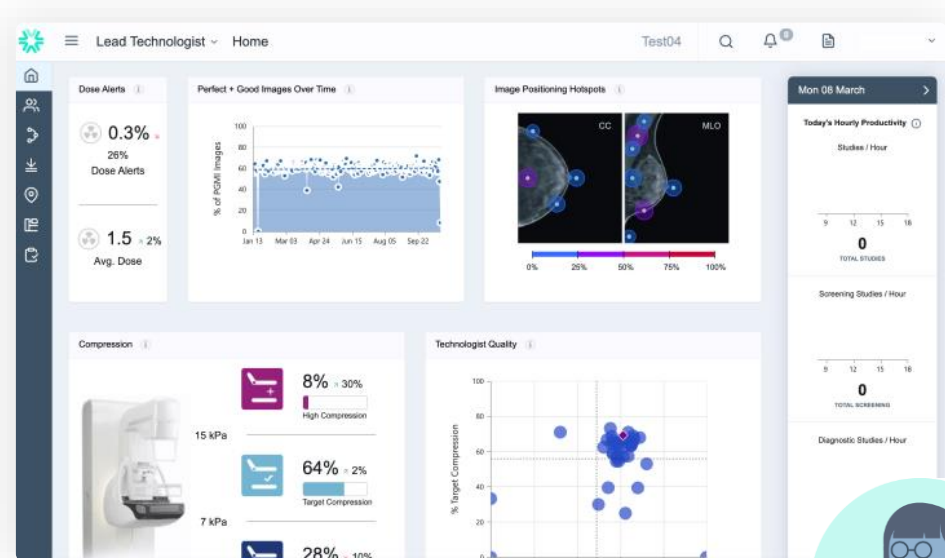 Lead Technologist Home Test04 0
Dose Alerts i
0.3%
26%
Dose Alerts
1.5 2%
Avg. Dose
Perfect + Good Images Over Time i
% of PGMI Images
100
80
60
40
20
0
Jan 13 Mar 03 Apr 24 Jun 15 Aug 05 Sep 22
Image Positioning Hotspots i
CC MLO
0% 25% 50% 75% 100%
Mon 08 March
Today's Hourly Productivity i
Studies / Hour
9 12 15 18
0
TOTAL STUDIES
Screening Studies / Hour
9 12 15 18
0
TOTAL SCREENING
Diagnostic Studies / Hour
Compression i
15 kPa
7 kPa
8% 30%
High Compression
64% 2%
Target Compression
28% 10%
Technologist Quality i
% Target Compression
100
80
60
40
20
0